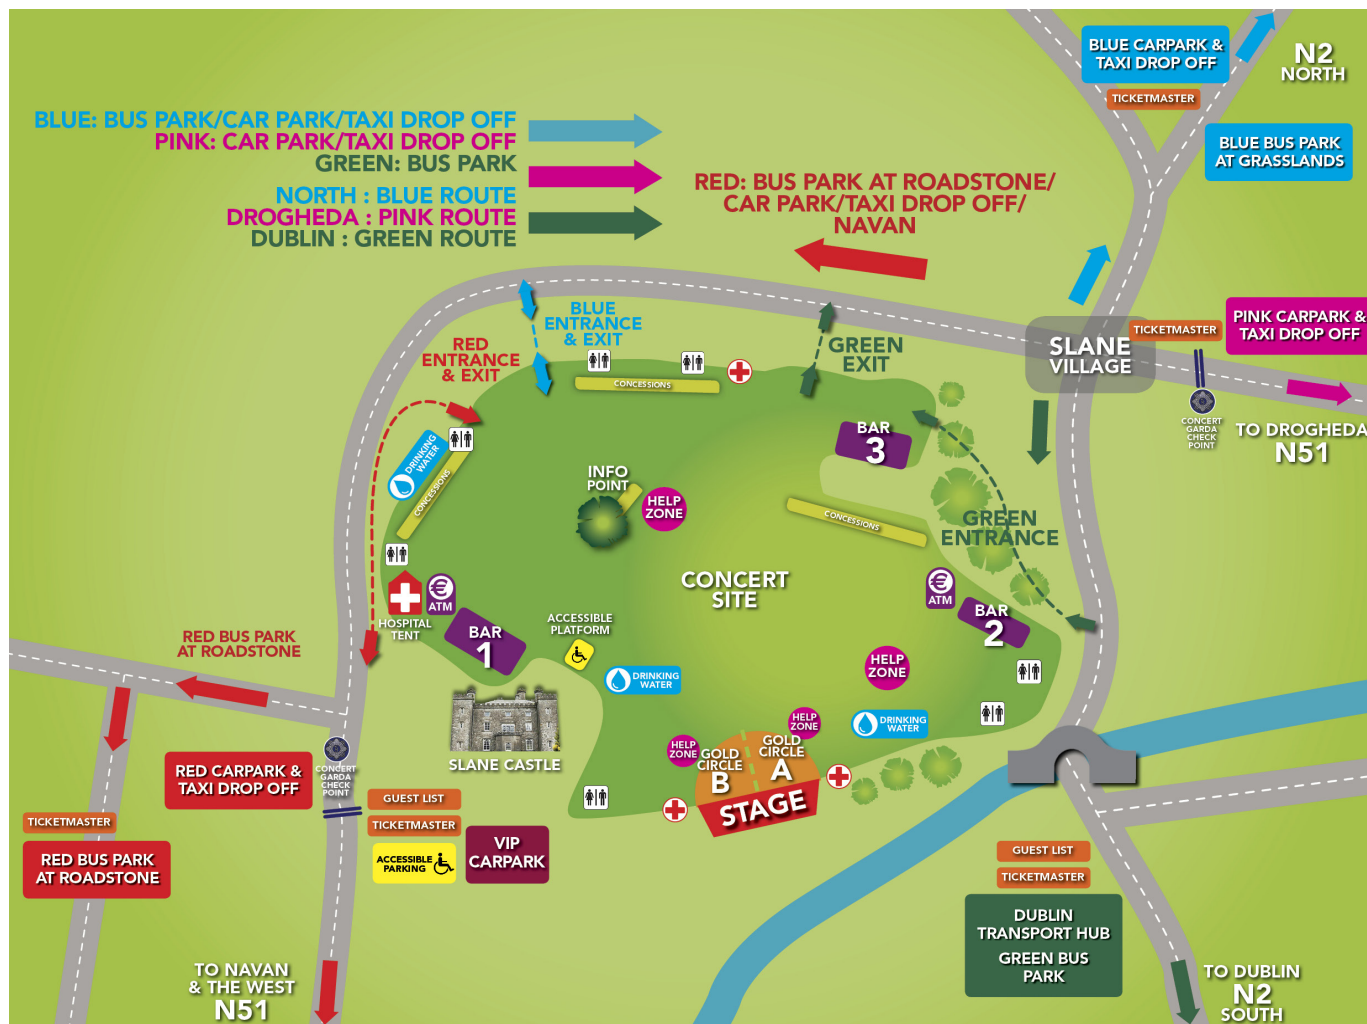 BLUE CARPARK &
TAXI DROP OFF
TICKETMASTER
N2
NORTH
BLUE BUS PARK
AT GRASSLANDS
BLUE: BUS PARK/CAR PARK/TAXI DROP OFF
PINK: CAR PARK/TAXI DROP OFF
GREEN: BUS PARK
NORTH : BLUE ROUTE
DROGHEDA : PINK ROUTE
DUBLIN : GREEN ROUTE
RED: BUS PARK AT ROADSTONE/
CAR PARK/TAXI DROP OFF/
NAVAN
BLUE
ENTRANCE
& EXIT
RED
ENTRANCE
& EXIT
GREEN
EXIT
SLANE
VILLAGE
TICKETMASTER
PINK CARPARK &
TAXI DROP OFF
CONCERT
GARDA
CHECK
POINT
TO DROGHEDA
N51
CONCESSIONS
DRINKING
WATER
CONCESSIONS
BAR
3
INFO
POINT
HELP
ZONE
CONCESSIONS
GREEN
ENTRANCE
CONCERT
SITE
ATM
HOSPITAL
TENT
ATM
BAR
1
ACCESSIBLE
PLATFORM
BAR
2
DRINKING
WATER
HELP
ZONE
HELP
ZONE
DRINKING
WATER
HELP
ZONE
GOLD
CIRCLE
B
GOLD
CIRCLE
A
STAGE
SLANE CASTLE
RED BUS PARK
AT ROADSTONE
RED CARPARK &
TAXI DROP OFF
CONCERT
GARDA
CHECK
POINT
TICKETMASTER
RED BUS PARK
AT ROADSTONE
GUEST LIST
TICKETMASTER
ACCESSIBLE
PARKING
VIP
CARPARK
TO NAVAN
& THE WEST
N51
GUEST LIST
TICKETMASTER
DUBLIN
TRANSPORT HUB
GREEN BUS
PARK
TO DUBLIN
N2
SOUTH